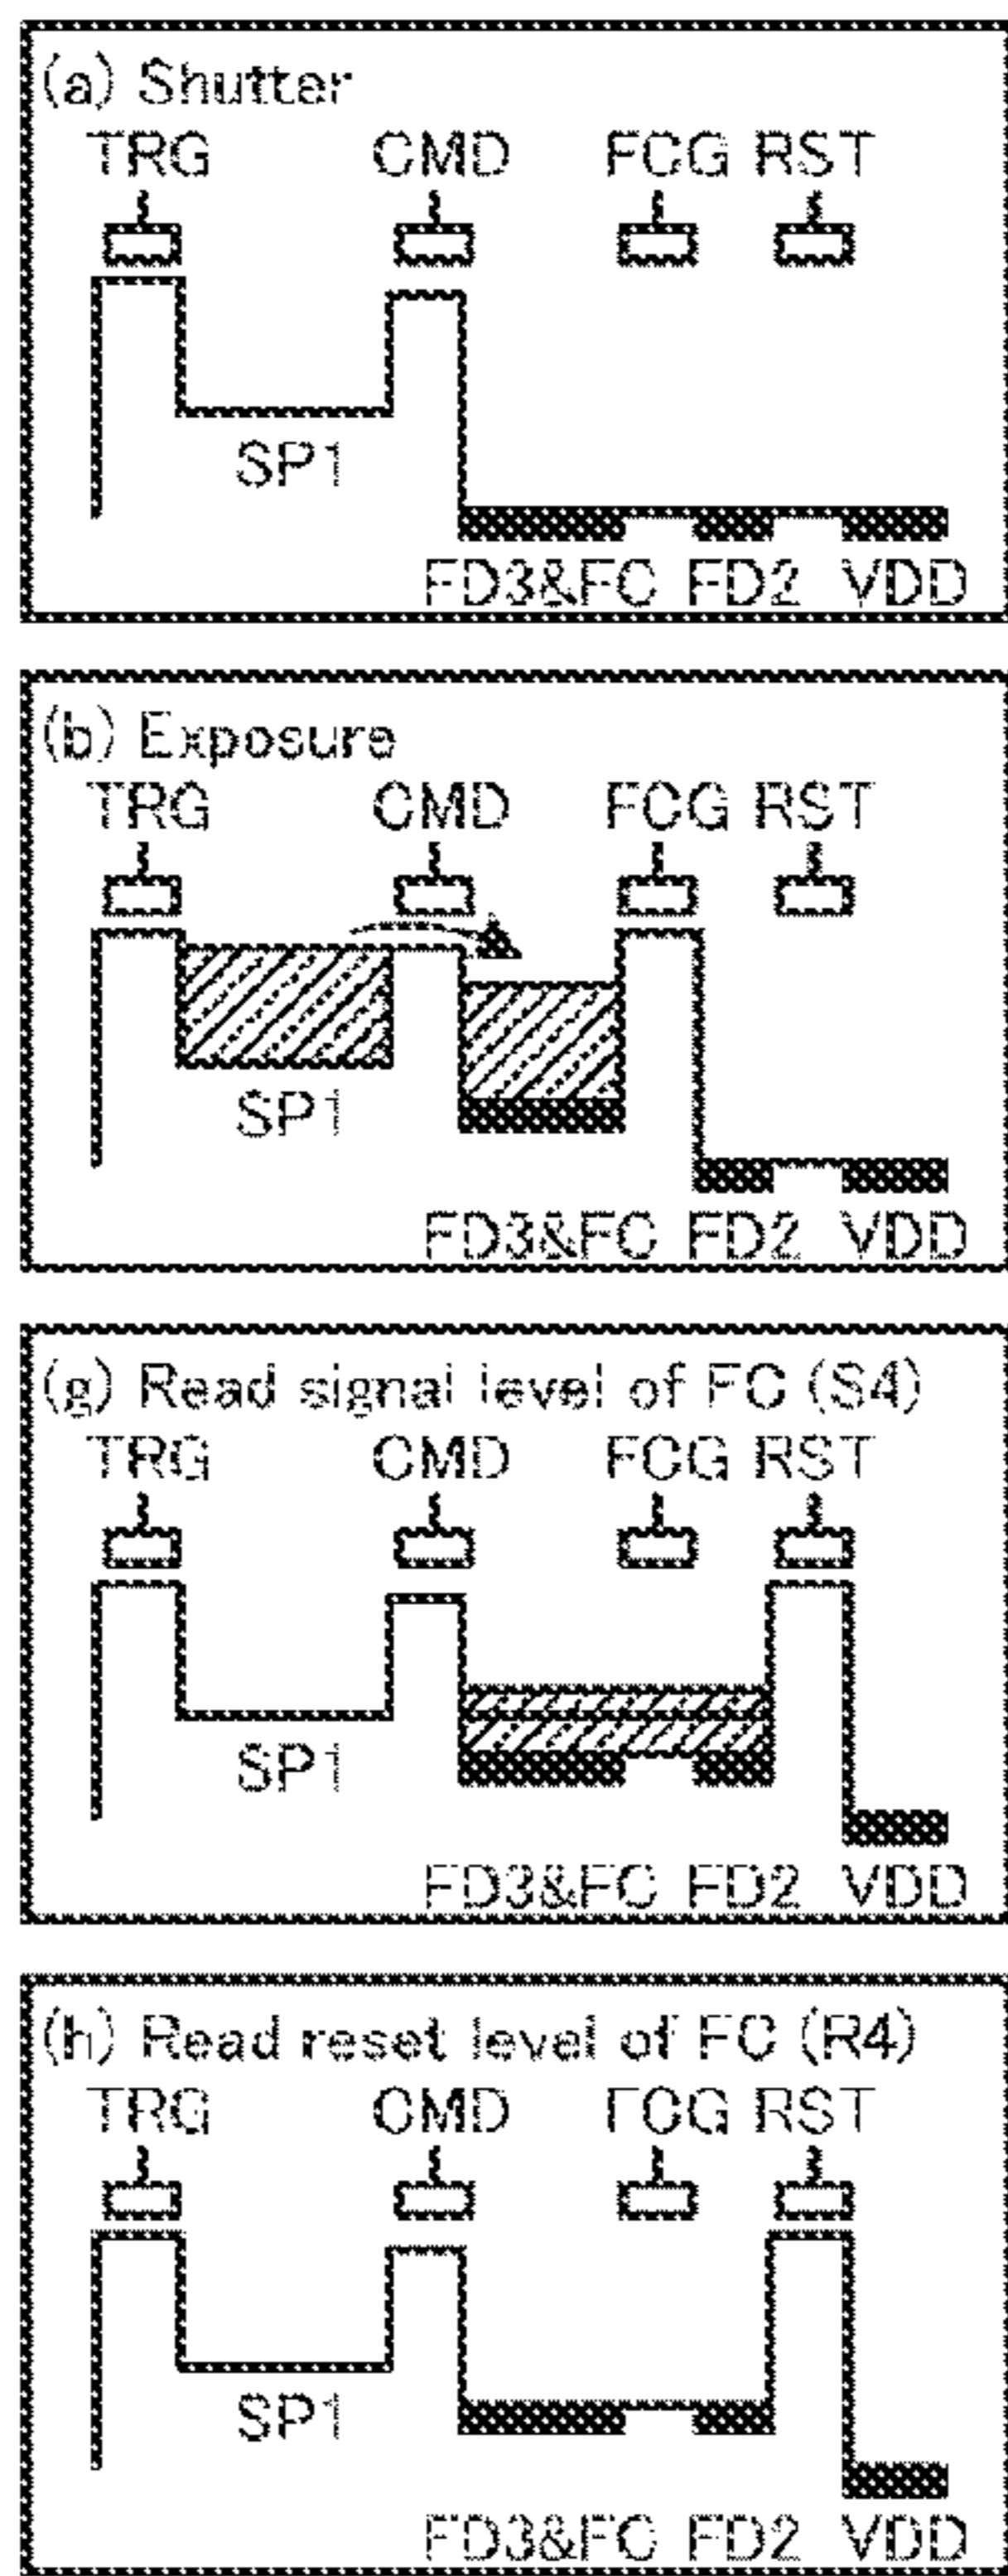 (a) Shutter
TRG CMD FCG RST
SP1
FD3&FC FD2 VDD
(b) Exposure
TRG CMD FCG RST
SP1
FD3&FC FD2 VDD
(g) Read signal level of FC (S4)
TRG CMD FCG RST
SP1
FD3&FC FD2 VDD
(h) Read reset level of FC (R4)
TRG CMD FCG RST
SP1
FD3&FC FD2 VDD